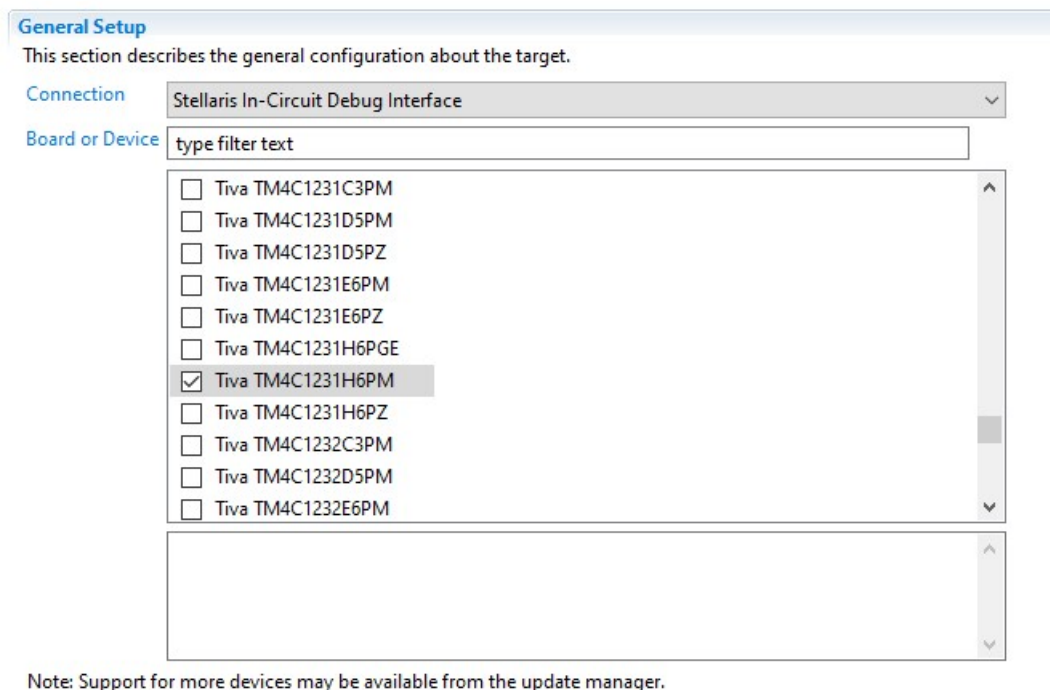 General Setup
This section describes the general configuration about the target.
Connection
Stellaris In-Circuit Debug Interface
Board or Device
type filter text
Tiva TM4C1231C3PM
Tiva TM4C1231D5PM
Tiva TM4C1231D5PZ
Tiva TM4C1231E6PM
Tiva TM4C1231E6PZ
Tiva TM4C1231H6PGE
Tiva TM4C1231H6PM
Tiva TM4C1231H6PZ
Tiva TM4C1232C3PM
Tiva TM4C1232D5PM
Tiva TM4C1232E6PM
Note: Support for more devices may be available from the update manager.